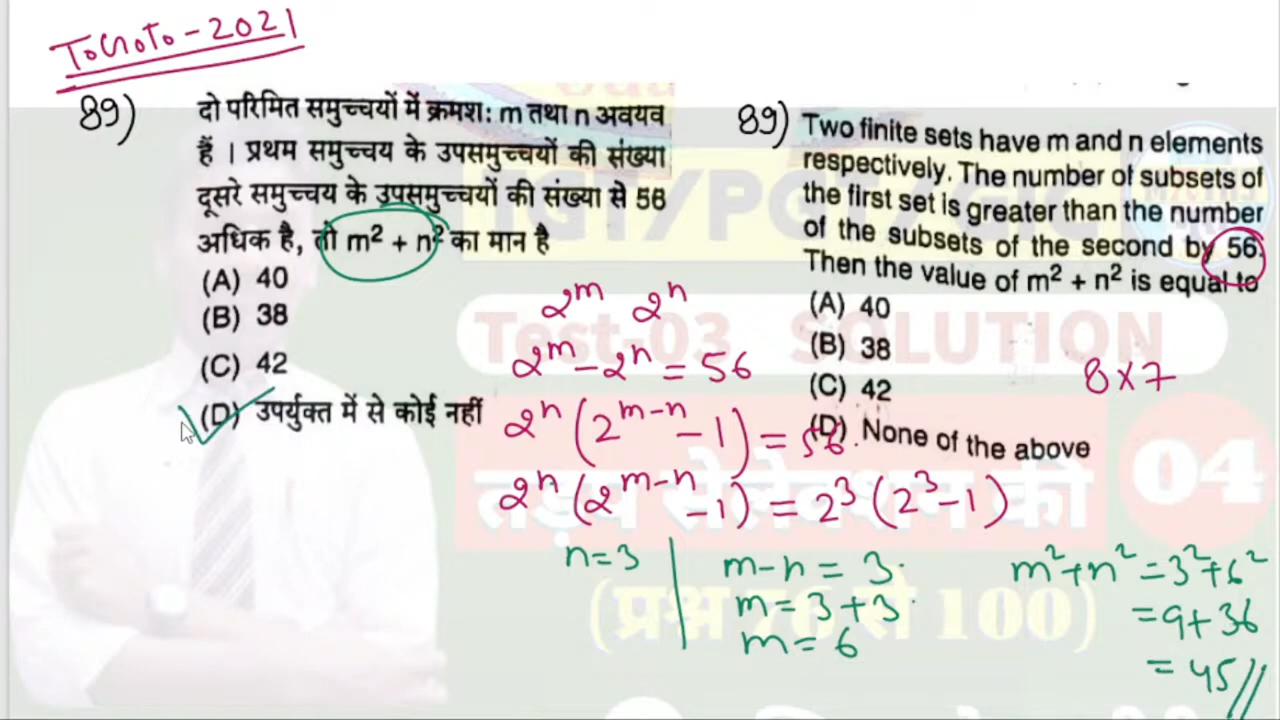 ToGoTo-2021
89)
दो परिमित समुच्चयों में क्रमश: m तथा n अवयव
हैं । प्रथम समुच्चय के उपसमुच्चयों की संख्या
दूसरे समुच्चय के उपसमुच्चयों की संख्या से 56
अधिक है, तो m² + n² का मान है
(A) 40
(B) 38
(C) 42
(D) उपर्युक्त में से कोई नहीं
89)
Two finite sets have m and n elements
respectively. The number of subsets of
the first set is greater than the number
of the subsets of the second by 56.
Then the value of m² + n² is equal to
(A) 40
(B) 38
(C) 42
(D) None of the above
2^m 2^n
2^m - 2^n = 56
8×7
2^n (2^{m-n} - 1) = 56.
2^n (2^{m-n} - 1) = 2³ (2³ - 1)
n=3
m-n = 3.
m = 3 + 3.
m = 6
m² + n² = 3² + 6²
= 9 + 36
= 45
TGT/PGT/GIC
Test-03 SOLUTION
04
(प्रश्न 76 से 100)